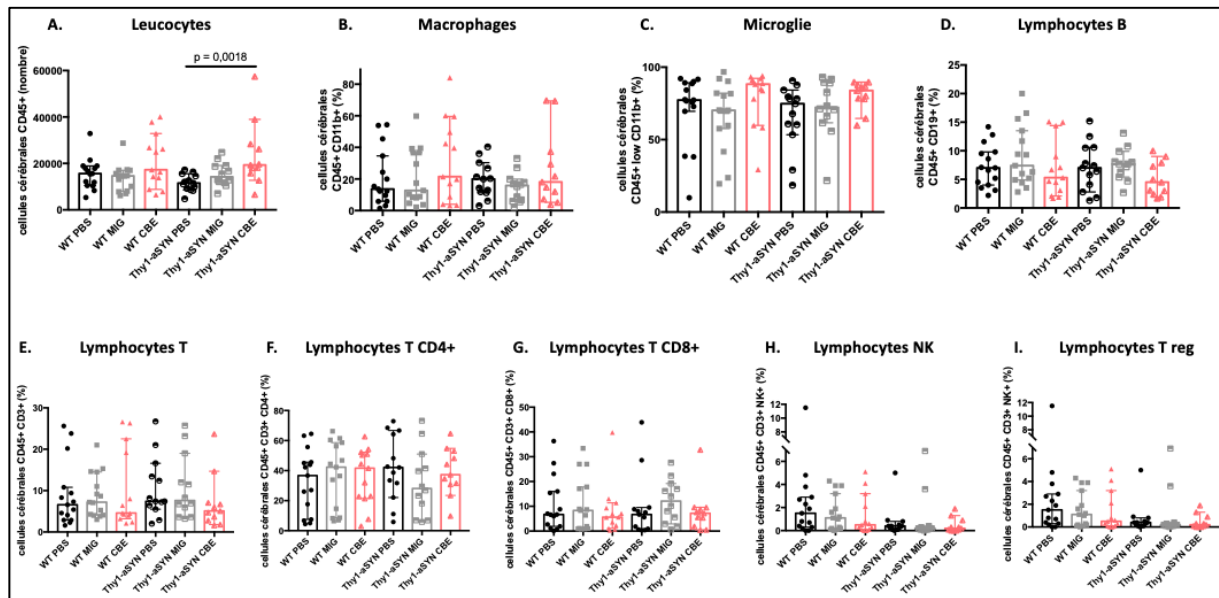 A. Leucocytes
cellules cérébrales CD45+ (nombre)
p = 0,0018
60000
40000
20000
0
WT PBS
WT MIG
WT CBE
Thy1-aSYN PBS
Thy1-aSYN MIG
Thy1-aSYN CBE
B. Macrophages
cellules cérébrales
CD45+ CD11b+ (%)
80
60
40
20
0
WT PBS
WT MIG
WT CBE
Thy1-aSYN PBS
Thy1-aSYN MIG
Thy1-aSYN CBE
C. Microglie
cellules cérébrales
CD45+ low CD11b+ (%)
100
50
0
WT PBS
WT MIG
WT CBE
Thy1-aSYN PBS
Thy1-aSYN MIG
Thy1-aSYN CBE
D. Lymphocytes B
cellules cérébrales
CD45+ CD19+ (%)
25
20
15
10
5
0
WT PBS
WT MIG
WT CBE
Thy1-aSYN PBS
Thy1-aSYN MIG
Thy1-aSYN CBE
E. Lymphocytes T
cellules cérébrales CD45+ CD3+ (%)
30
20
10
0
WT PBS
WT MIG
WT CBE
Thy1-aSYN PBS
Thy1-aSYN MIG
Thy1-aSYN CBE
F. Lymphocytes T CD4+
cellules cérébrales CD45+ CD3+ CD4+ (%)
80
60
40
20
0
WT PBS
WT MIG
WT CBE
Thy1-aSYN PBS
Thy1-aSYN MIG
Thy1-aSYN CBE
G. Lymphocytes T CD8+
cellules cérébrales CD45+ CD3+ CD8+ (%)
50
40
30
20
10
0
WT PBS
WT MIG
WT CBE
Thy1-aSYN PBS
Thy1-aSYN MIG
Thy1-aSYN CBE
H. Lymphocytes NK
cellules cérébrales CD45+ CD3+ NK+ (%)
12
10
8
6
4
2
0
WT PBS
WT MIG
WT CBE
Thy1-aSYN PBS
Thy1-aSYN MIG
Thy1-aSYN CBE
I. Lymphocytes T reg
cellules cérébrales CD45+ CD3+ NK+ (%)
12
10
8
6
4
2
0
WT PBS
WT MIG
WT CBE
Thy1-aSYN PBS
Thy1-aSYN MIG
Thy1-aSYN CBE